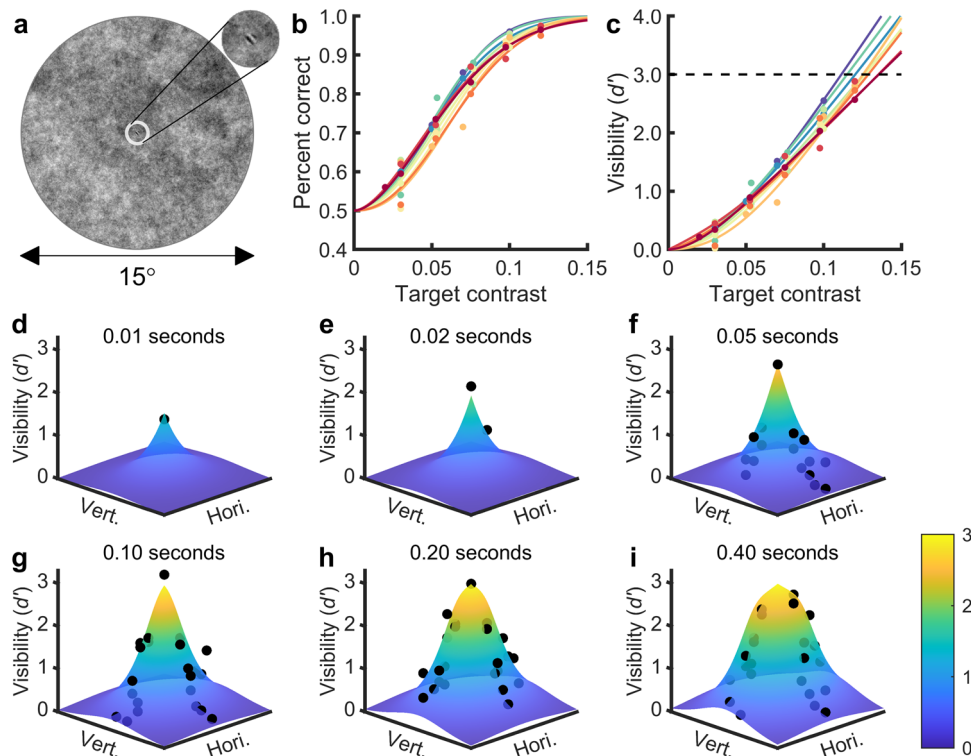 a
15°
b
Percent correct
1.0
0.9
0.8
0.7
0.6
0.5
0.4
0
0.05
0.1
0.15
Target contrast
c
Visibility (d′)
4.0
3.0
2.0
1.0
0.0
0
0.05
0.1
0.15
Target contrast
d
0.01 seconds
Visibility (d′)
3
2
1
0
Vert.
Hori.
e
0.02 seconds
Visibility (d′)
3
2
1
0
Vert.
Hori.
f
0.05 seconds
Visibility (d′)
3
2
1
0
Vert.
Hori.
g
0.10 seconds
Visibility (d′)
3
2
1
0
Vert.
Hori.
h
0.20 seconds
Visibility (d′)
3
2
1
0
Vert.
Hori.
i
0.40 seconds
Visibility (d′)
3
2
1
0
Vert.
Hori.
3
2
1
0